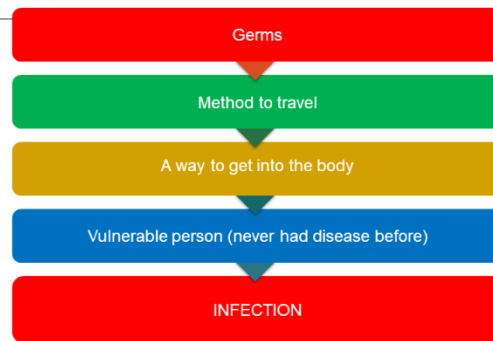 Germs
Method to travel
A way to get into the body
Vulnerable person (never had disease before)
INFECTION